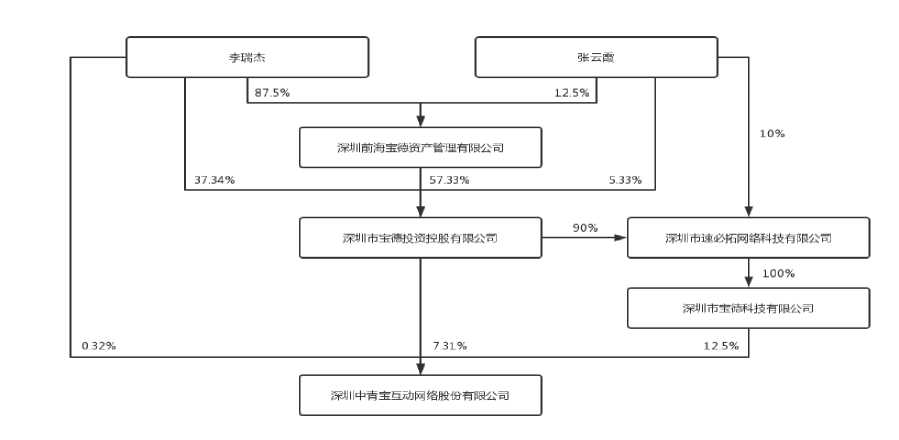 李瑞杰
张云霞
87.5%
12.5%
10%
深圳前海宝德资产管理有限公司
37.34%
57.33%
5.33%
深圳市宝德投资控股有限公司
90%
深圳市速必拓网络科技有限公司
100%
深圳市宝德科技有限公司
0.32%
7.31%
12.5%
深圳中青宝互动网络股份有限公司